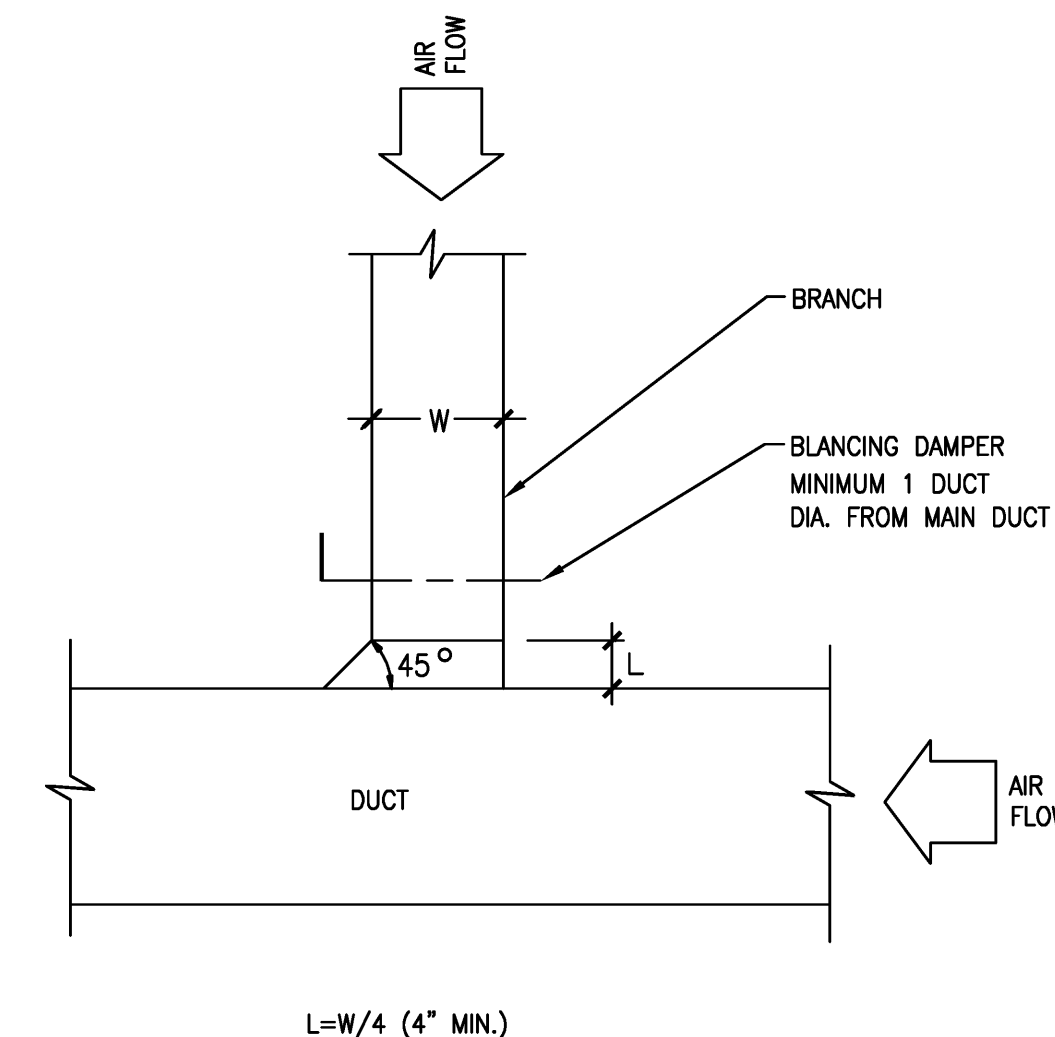 AIR
FLOW
BRANCH
W
BLANCING DAMPER
MINIMUM 1 DUCT
DIA. FROM MAIN DUCT
45°
L
DUCT
AIR
FLOW
L=W/4 (4" MIN.)